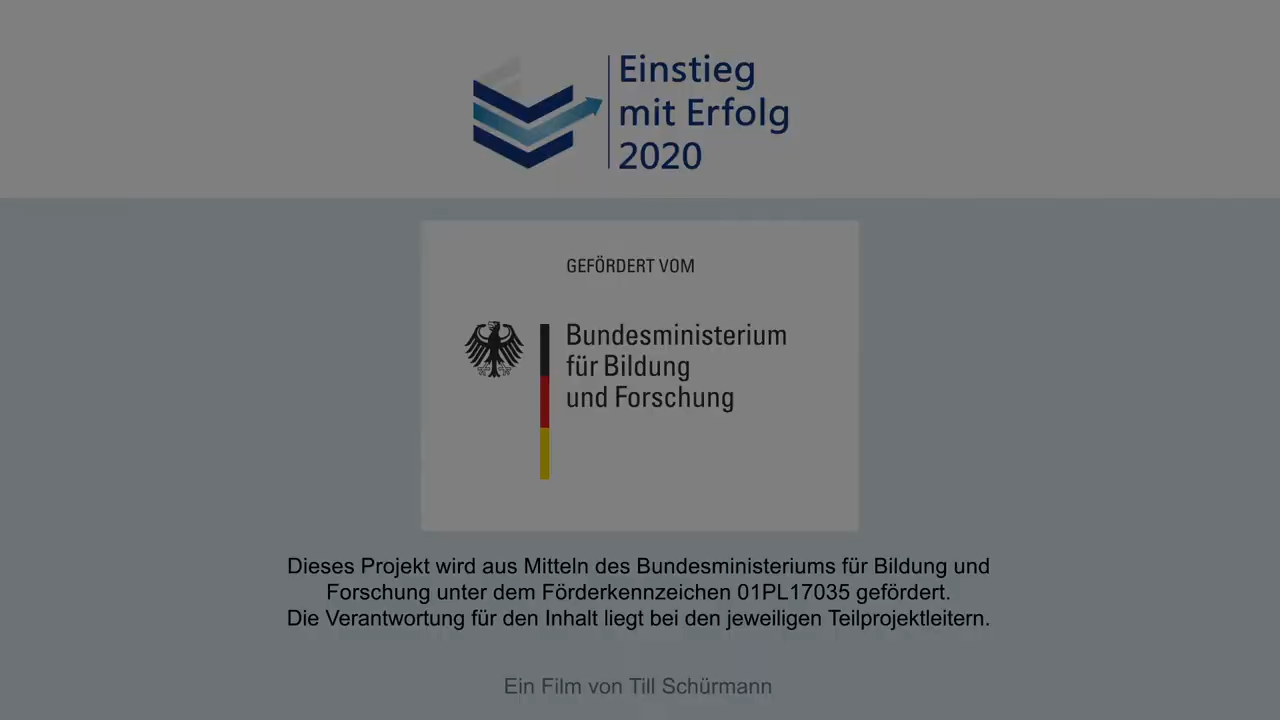 Einstieg
mit Erfolg
2020
GEFÖRDERT VOM
Bundesministerium
für Bildung
und Forschung
Dieses Projekt wird aus Mitteln des Bundesministeriums für Bildung und
Forschung unter dem Förderkennzeichen 01PL17035 gefördert.
Die Verantwortung für den Inhalt liegt bei den jeweiligen Teilprojektleitern.
Ein Film von Till Schürmann